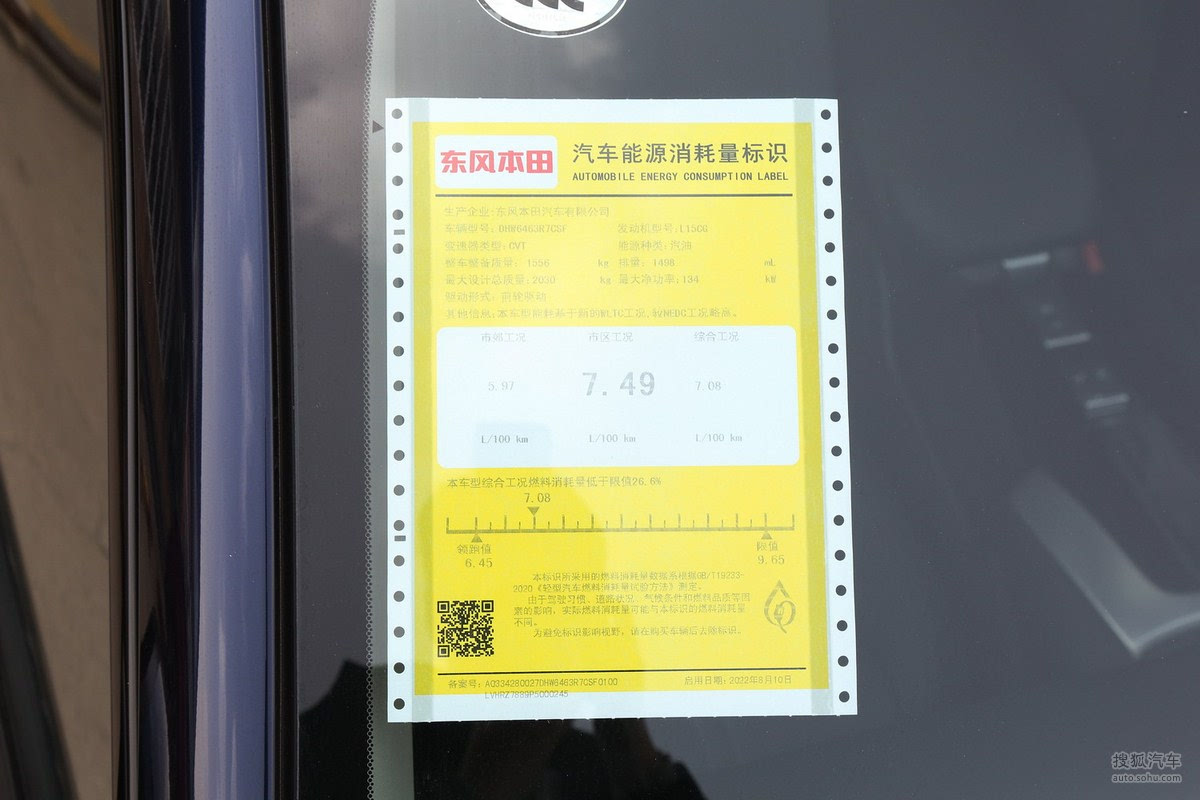 东风本田
汽车能源消耗量标识
AUTOMOBILE ENERGY CONSUMPTION LABEL
生产企业:东风本田汽车有限公司
车辆型号:DHW6463R7CSF 发动机型号:L15CG
变速器类型:CVT 能源种类:汽油
整车整备质量: 1556 kg 排量: 1498 mL
最大设计总质量:2030 kg 最大净功率:134 kW
驱动形式: 前轮驱动
其他信息:本车型油耗基于新的WLTC工况,较NEDC工况略高。
市郊工况 市区工况 综合工况
5.97 7.49 7.08
L/100 km L/100 km L/100 km
本车型综合工况燃料消耗量低于限值26.6%
7.08
领跑值 限值
6.45 9.65
本标识所采用的燃料消耗量数据系根据GB/T19233-
2020《轻型汽车燃料消耗量试验方法》测定。
由于驾驶习惯、道路状况、气候条件和燃料品质等因
素的影响,实际燃料消耗量可能与本标识的燃料消耗量
不同。
为避免标识影响视野,请在购买车辆后去除标识。
备案号: A0334280027DHW6463R7CSF0100 启用日期:2022年8月10日
LVHRZ7889P5000245
搜狐汽车
auto.sohu.com